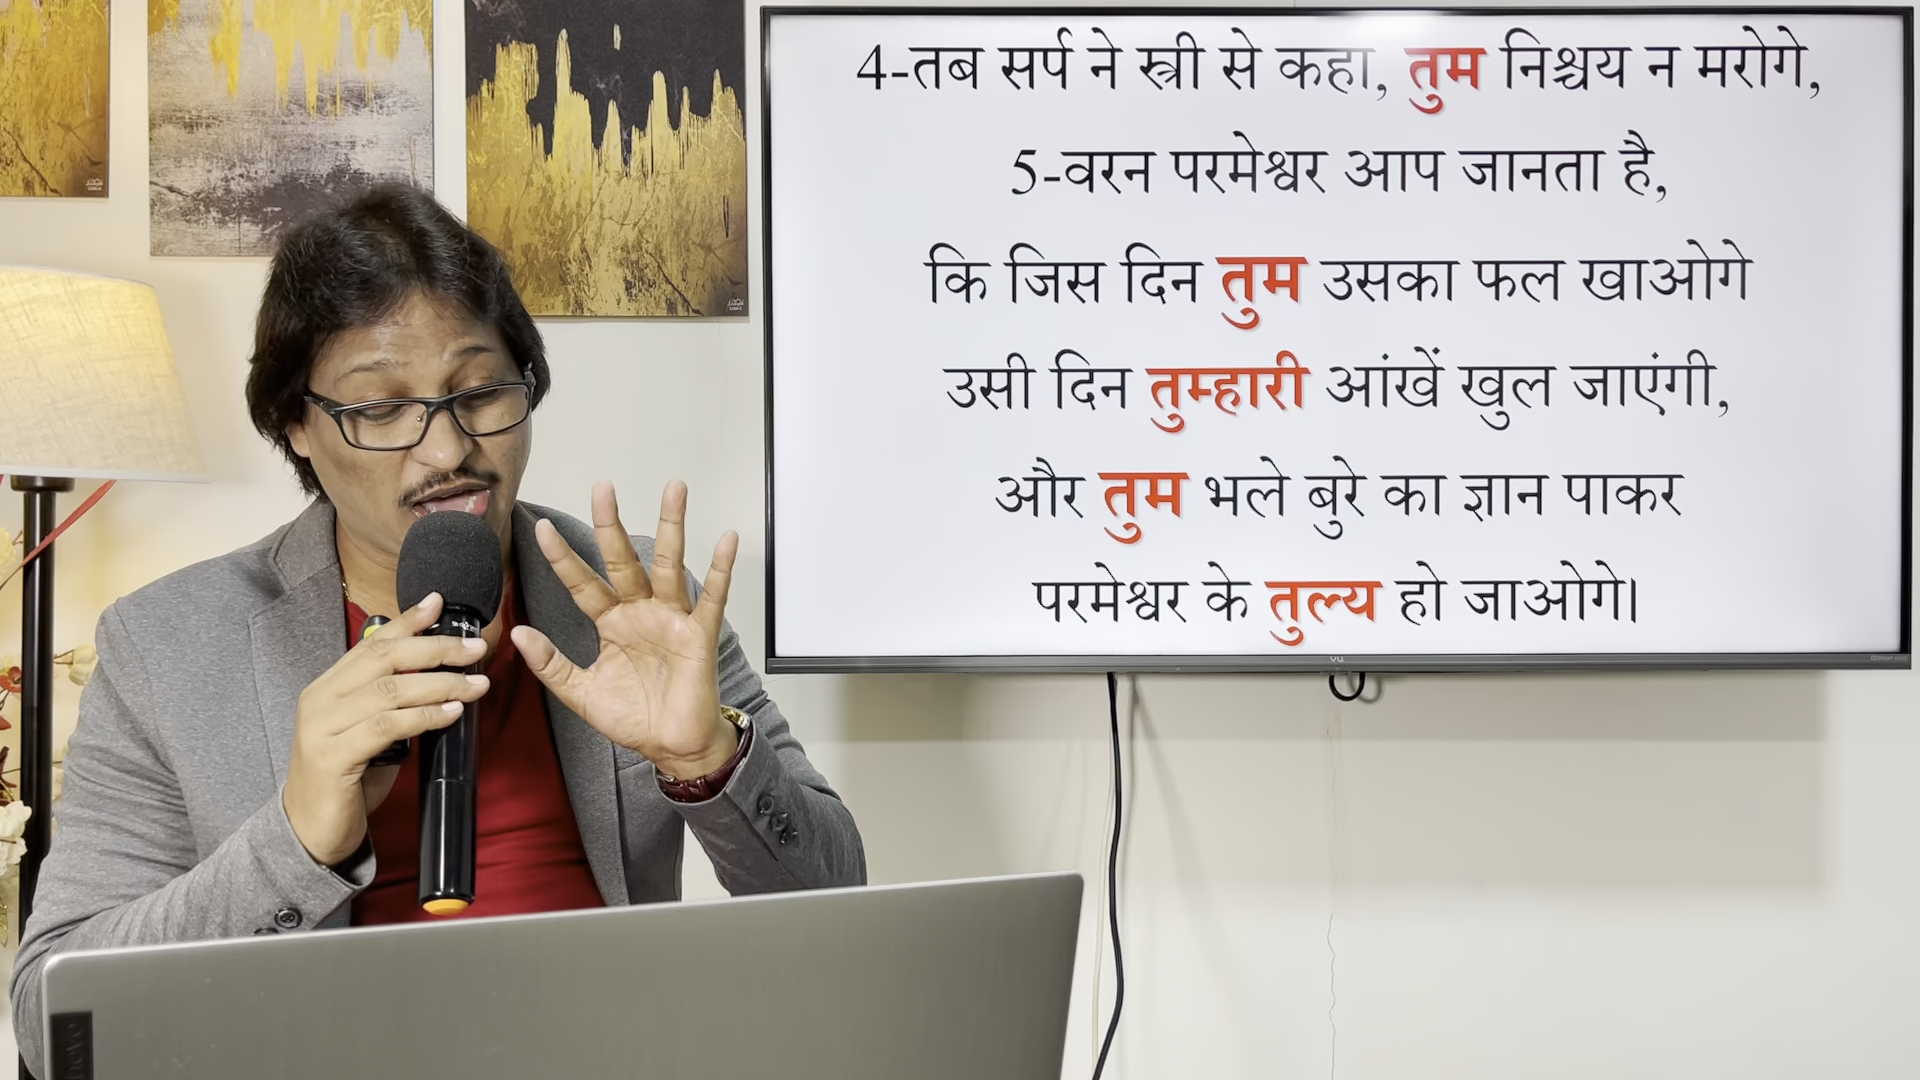 4-तब सर्प ने स्त्री से कहा, तुम निश्चय न मरोगे,
5-वरन परमेश्वर आप जानता है,
कि जिस दिन तुम उसका फल खाओगे
उसी दिन तुम्हारी आंखें खुल जाएंगी,
और तुम भले बुरे का ज्ञान पाकर
परमेश्वर के तुल्य हो जाओगे।
vu